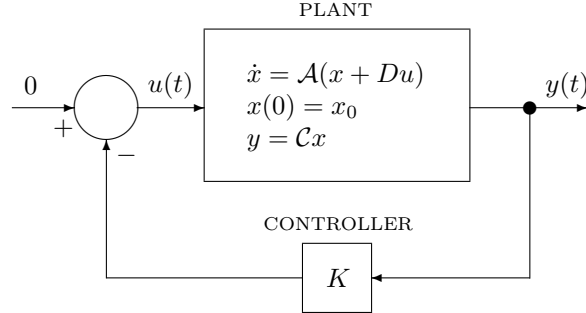 PLANT
0
+
−
u(t)
ẋ = 𝒜(x + Du)
x(0) = x₀
y = 𝒞x
y(t)
CONTROLLER
K